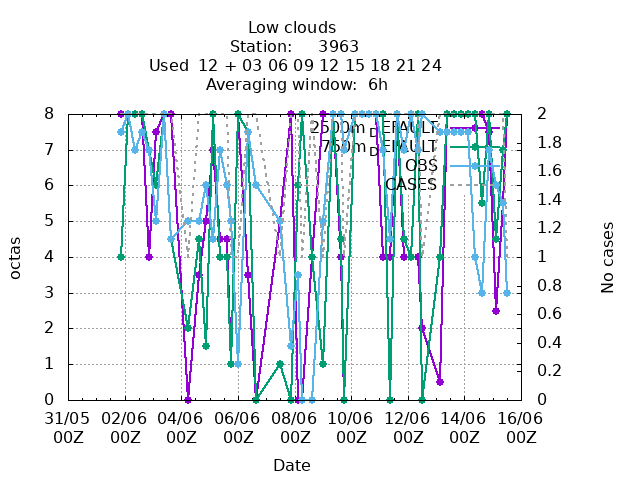 Low clouds
Station: 3963
Used 12 + 03 06 09 12 15 18 21 24
Averaging window: 6h
2500m_DEFAULT
750m_DEFAULT
OBS
CASES
octas
8
7
6
5
4
3
2
1
0
No cases
2
1.8
1.6
1.4
1.2
1
0.8
0.6
0.4
0.2
0
31/05 02/06 04/06 06/06 08/06 10/06 12/06 14/06 16/06
00Z 00Z 00Z 00Z 00Z 00Z 00Z 00Z 00Z
Date